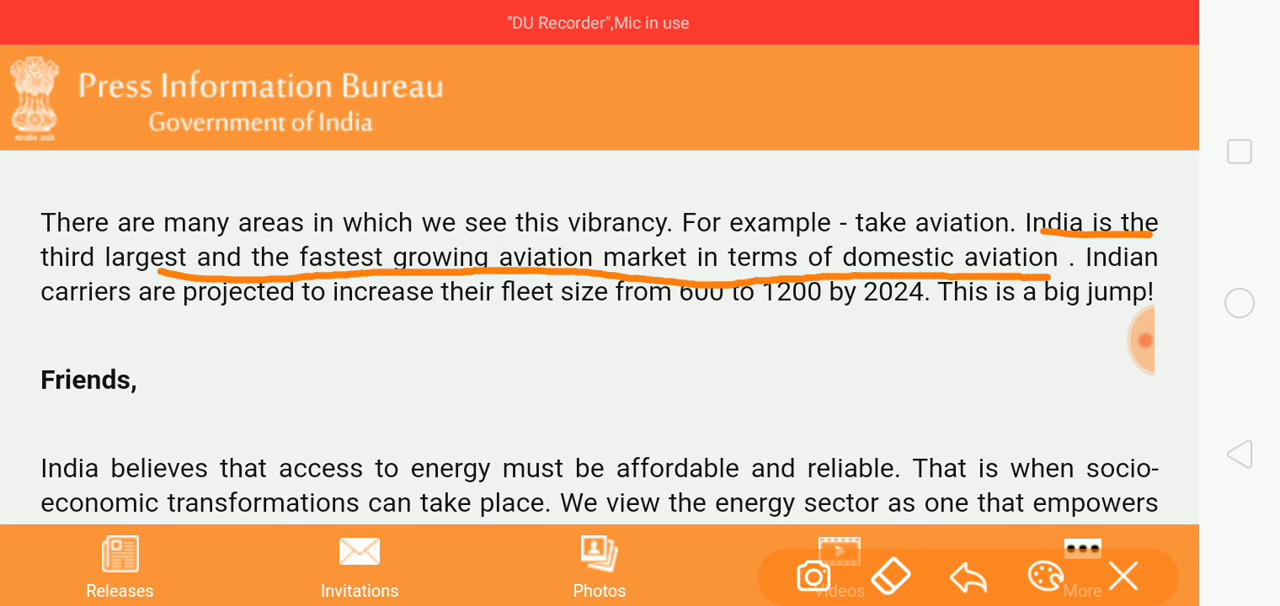 "DU Recorder",Mic in use
Press Information Bureau
Government of India
There are many areas in which we see this vibrancy. For example - take aviation. India is the
third largest and the fastest growing aviation market in terms of domestic aviation . Indian
carriers are projected to increase their fleet size from 600 to 1200 by 2024. This is a big jump!
Friends,
India believes that access to energy must be affordable and reliable. That is when socio-
economic transformations can take place. We view the energy sector as one that empowers
Releases
Invitations
Photos
Videos
More